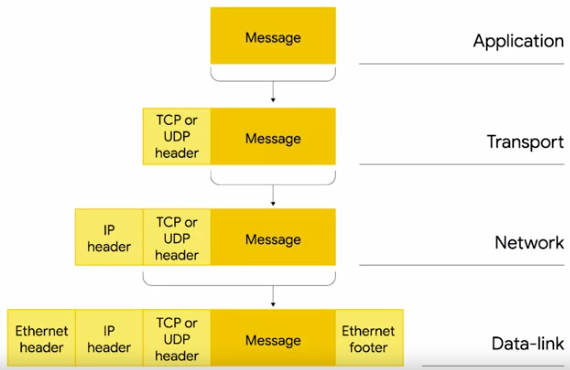 Message
Application
TCP or
UDP
header
Message
Transport
IP
header
TCP or
UDP
header
Message
Network
Ethernet
header
IP
header
TCP or
UDP
header
Message
Ethernet
footer
Data-link